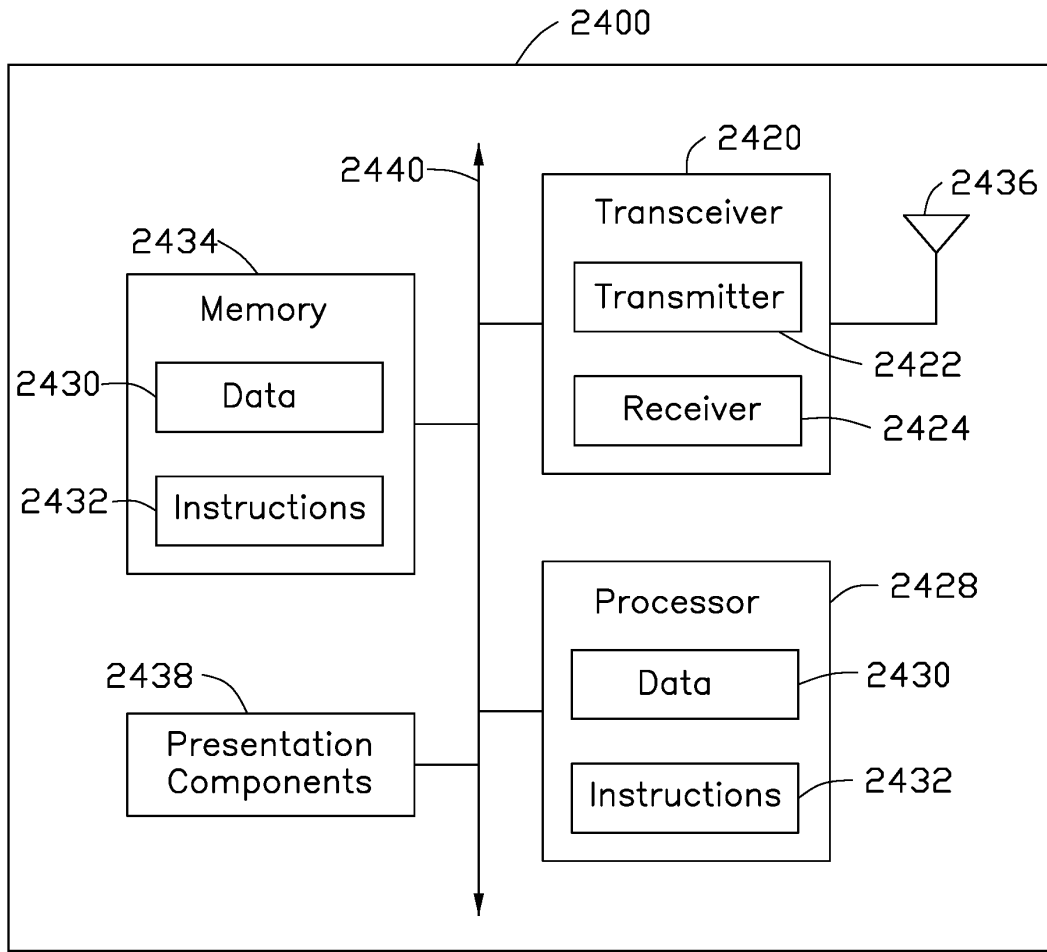 2400
2440
2420
2436
Transceiver
2434
Memory
Transmitter
2422
2430
Data
Receiver
2424
2432
Instructions
Processor
2428
2438
Data
2430
Presentation
Components
Instructions
2432